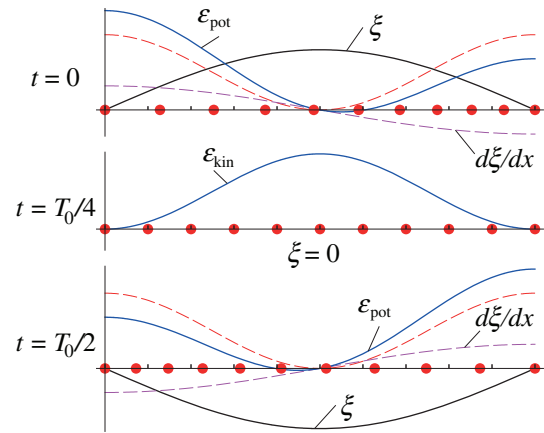 ε_pot
ξ
t = 0
dξ/dx
ε_kin
t = T_0/4
ξ = 0
ε_pot
dξ/dx
t = T_0/2
ξ